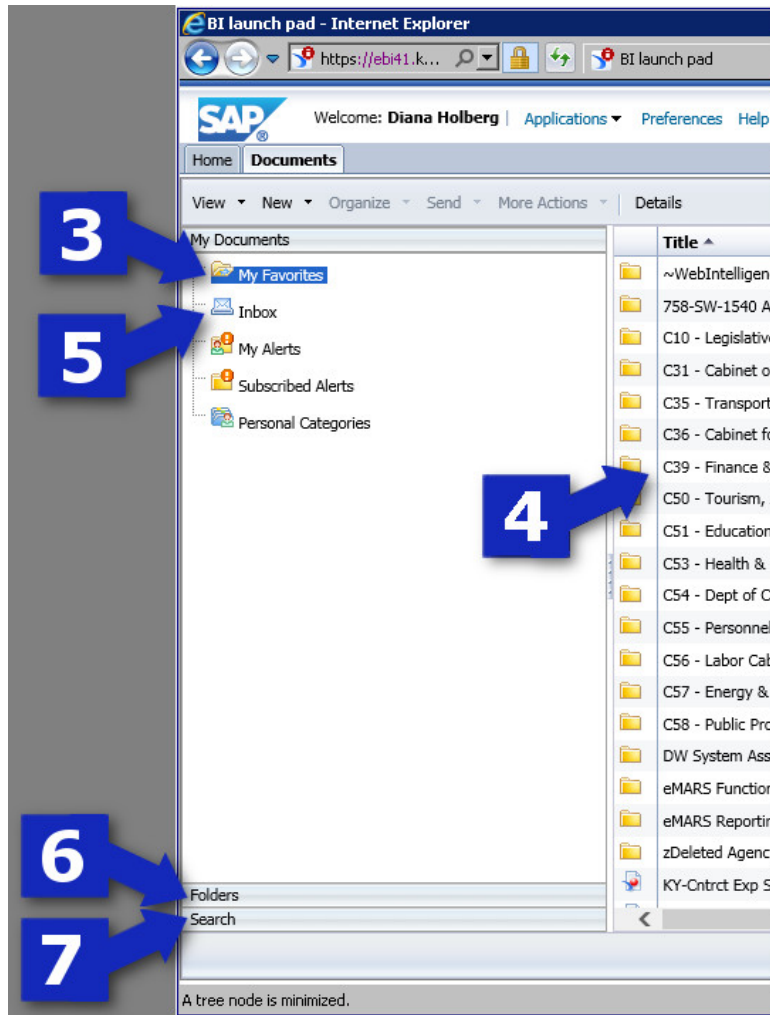 BI launch pad - Internet Explorer
https://ebi41.k... BI launch pad
SAP ® Welcome: Diana Holberg | Applications Preferences Help
Home Documents
View New Organize Send More Actions Details
3
My Documents
Title
My Favorites
Inbox
5
My Alerts
Subscribed Alerts
Personal Categories
~WebIntelligen
758-SW-1540 A
C10 - Legislative
C31 - Cabinet o
C35 - Transport
C36 - Cabinet fo
C39 - Finance &
4
C50 - Tourism,
C51 - Education
C53 - Health &
C54 - Dept of C
C55 - Personnel
C56 - Labor Cab
C57 - Energy &
C58 - Public Pro
DW System Ass
eMARS Function
eMARS Reportin
zDeleted Agenc
KY-Cntrct Exp S
6
Folders
Search
7
A tree node is minimized.